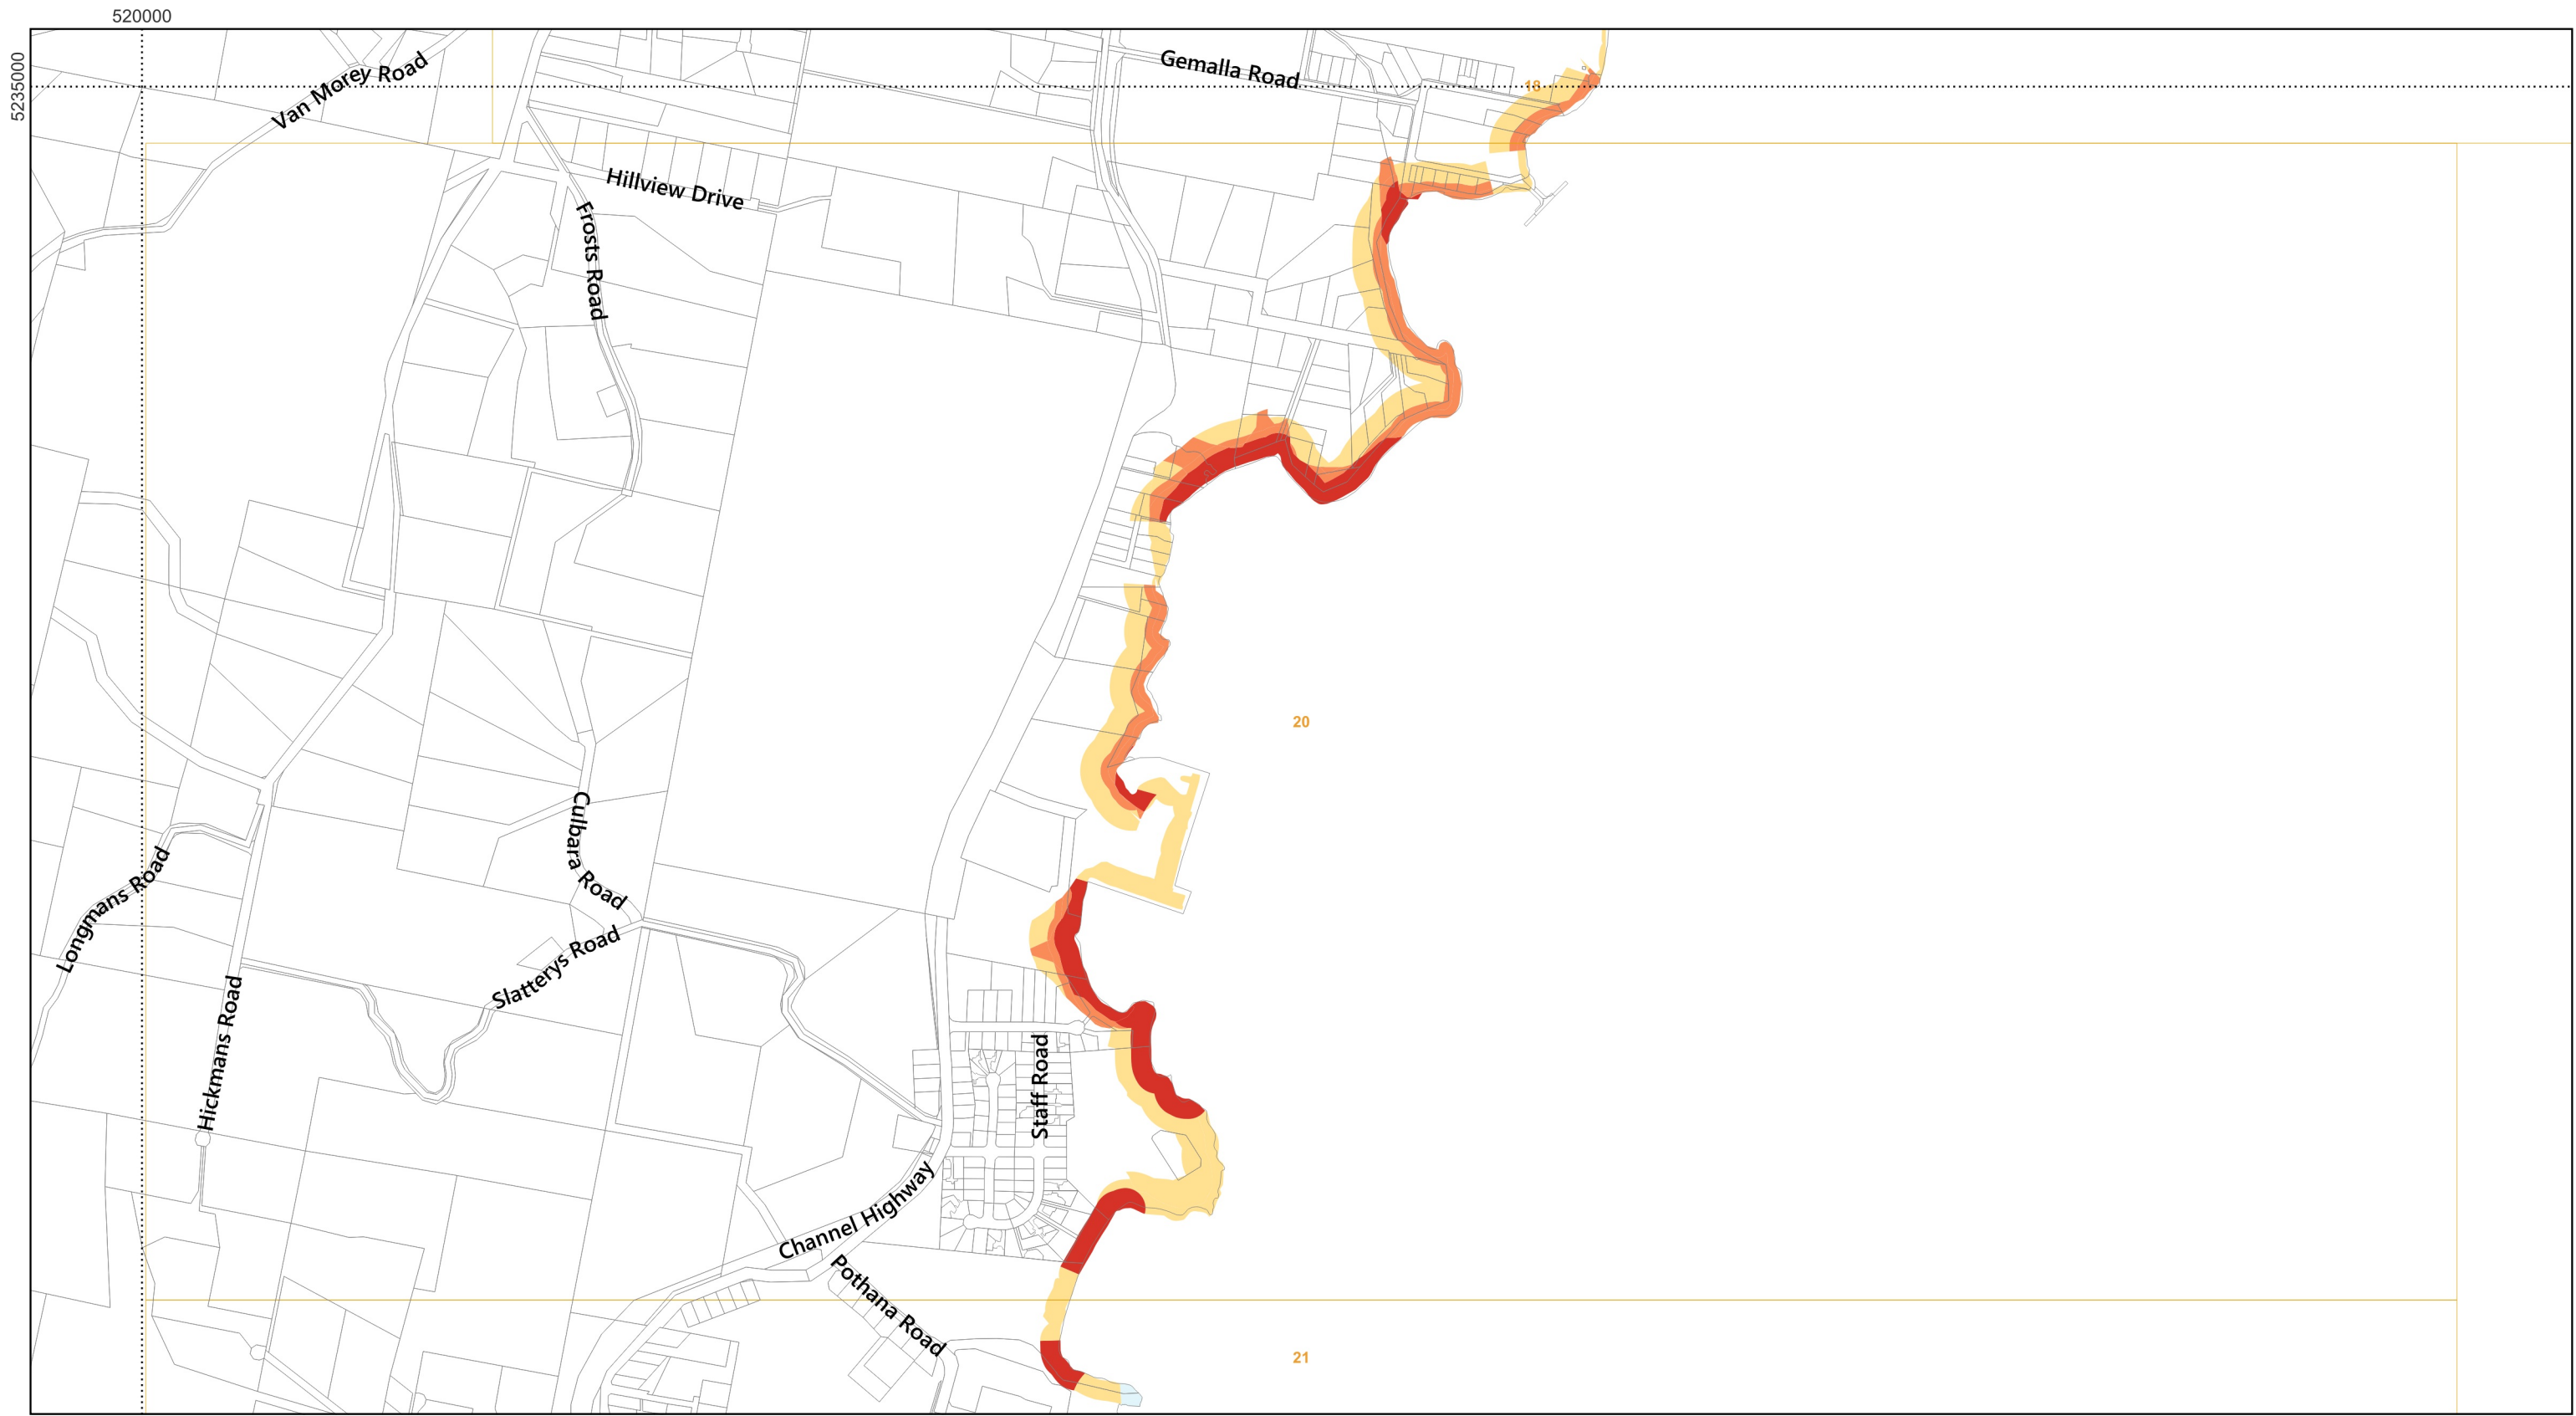 520000
5235000
Van Morey Road
Gemalla Road
18
Hillview Drive
Frosts Road
20
Culbara Road
Longmans Road
Slatterys Road
Hickmans Road
Staff Road
Channel Highway
Pothana Road
21